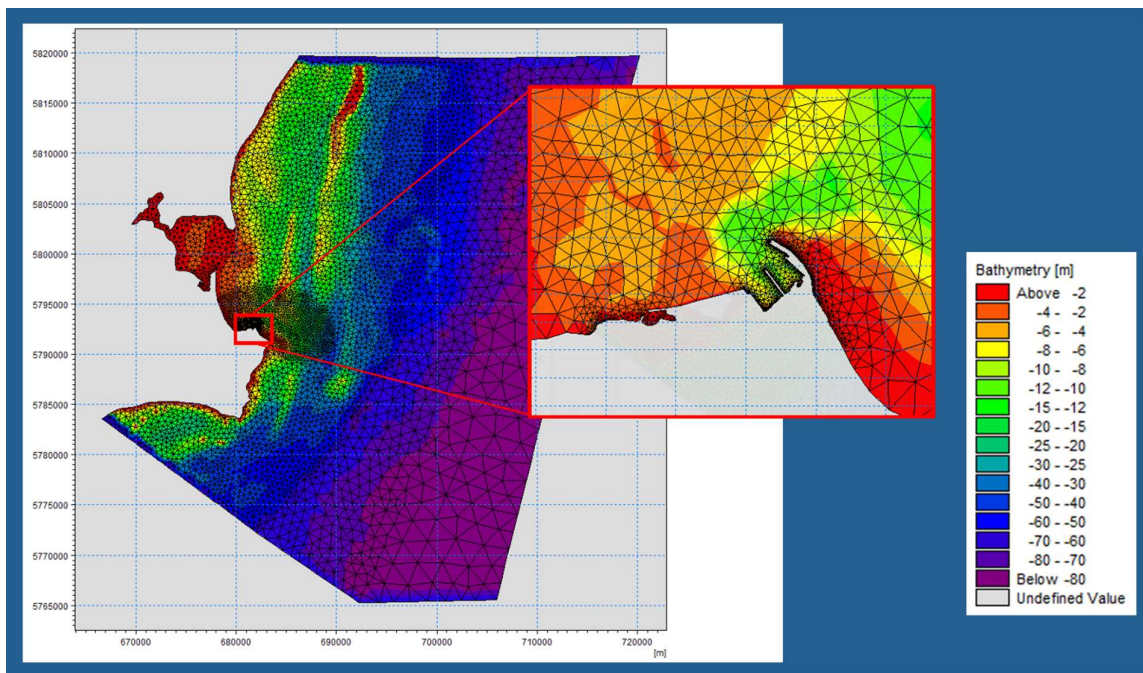 5820000
5815000
5810000
5805000
5800000
5795000
5790000
5785000
5780000
5775000
5770000
5765000
670000 680000 690000 700000 710000 720000
[m]
Bathymetry [m]
Above -2
-4 - -2
-6 - -4
-8 - -6
-10 - -8
-12 - -10
-15 - -12
-20 - -15
-25 - -20
-30 - -25
-40 - -30
-50 - -40
-60 - -50
-70 - -60
-80 - -70
Below -80
Undefined Value